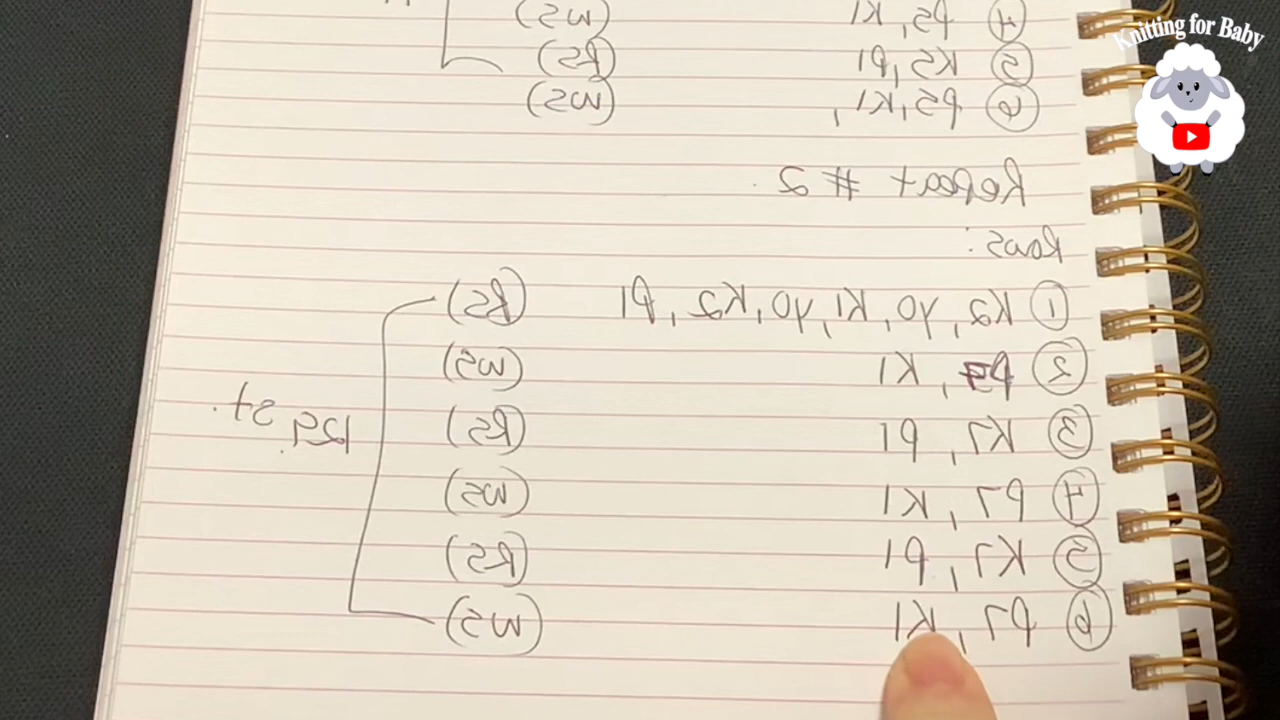 ④ P5, K1 (WS)
⑤ K5, P1 (RS)
⑥ P5, K1, (WS)
Repeat # 2
Rows:
① K2, yo, K1, yo, K2, P1 (RS)
② P7, K1 (WS)
③ K7, P1 (RS)
129 st.
④ P7, K1 (WS)
⑤ K7, P1 (RS)
⑥ P7, K1 (WS)
Knitting for Baby